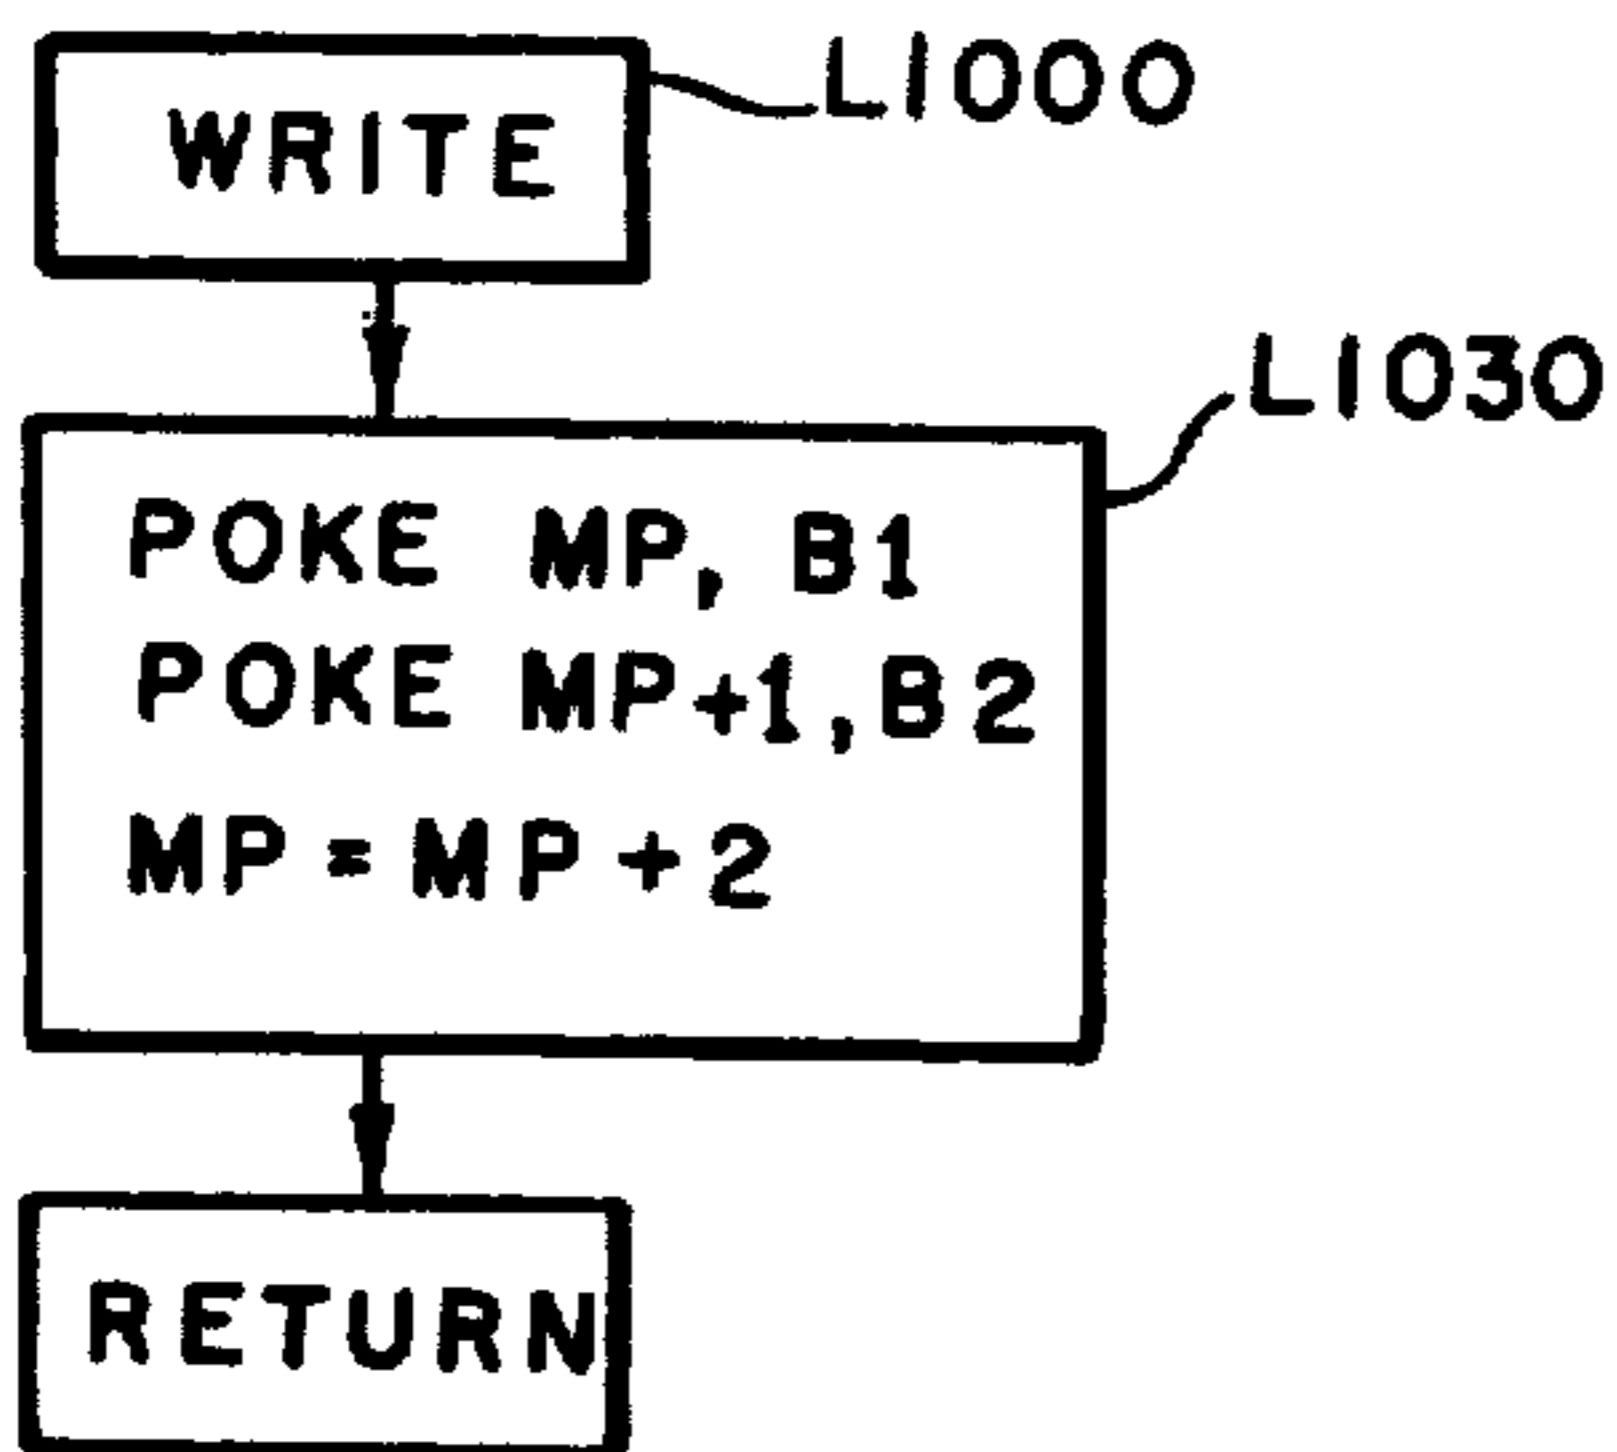 WRITE
L1000
L1030
POKE MP, B1
POKE MP+1, B2
MP = MP + 2
RETURN